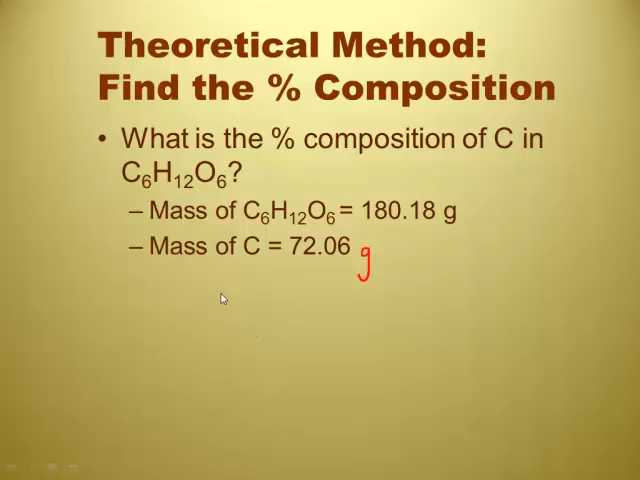 Theoretical Method:
Find the % Composition
• What is the % composition of C in
C₆H₁₂O₆?
– Mass of C₆H₁₂O₆ = 180.18 g
– Mass of C = 72.06 g